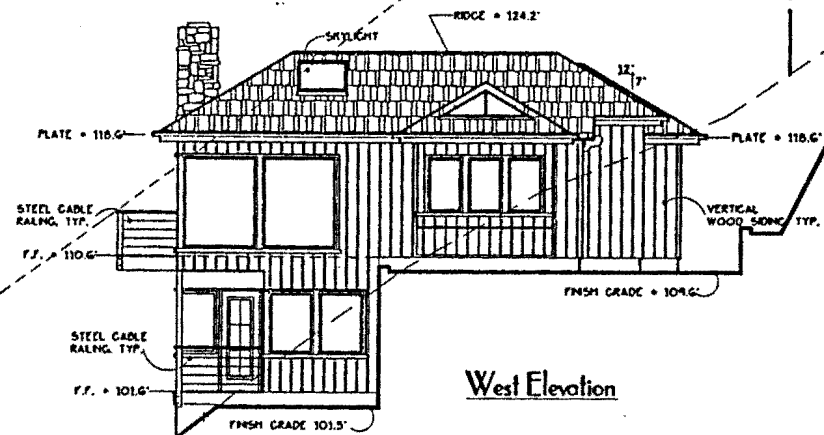 RIDGE = 124.2'
SKYLIGHT
12"
7"
PLATE = 118.6'
PLATE = 118.6'
STEEL CABLE
RAILING, TYP.
VERTICAL
WOOD SIDING, TYP.
F.F. = 110.6'
FINISH GRADE = 109.6'
STEEL CABLE
RAILING, TYP.
F.F. = 101.6'
West Elevation
FINISH GRADE 101.5'